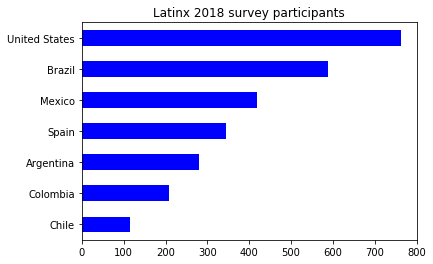 Latinx 2018 survey participants
United States
Brazil
Mexico
Spain
Argentina
Colombia
Chile
0 100 200 300 400 500 600 700 800